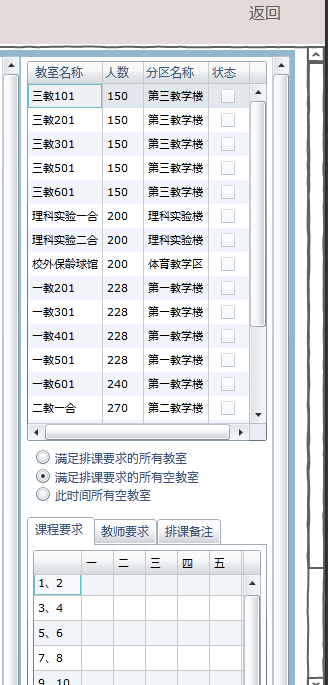 返回
教室名称 人数 分区名称 状态
三教101 150 第三教学楼
三教201 150 第三教学楼
三教301 150 第三教学楼
三教501 150 第三教学楼
三教601 150 第三教学楼
理科实验一合 200 理科实验楼
理科实验二合 200 理科实验楼
校外保龄球馆 200 体育教学区
一教201 228 第一教学楼
一教301 228 第一教学楼
一教401 228 第一教学楼
一教501 228 第一教学楼
一教601 240 第一教学楼
二教一合 270 第二教学楼
满足排课要求的所有教室
满足排课要求的所有空教室
此时间所有空教室
课程要求 教师要求 排课备注
一 二 三 四 五
1、2
3、4
5、6
7、8
9、10